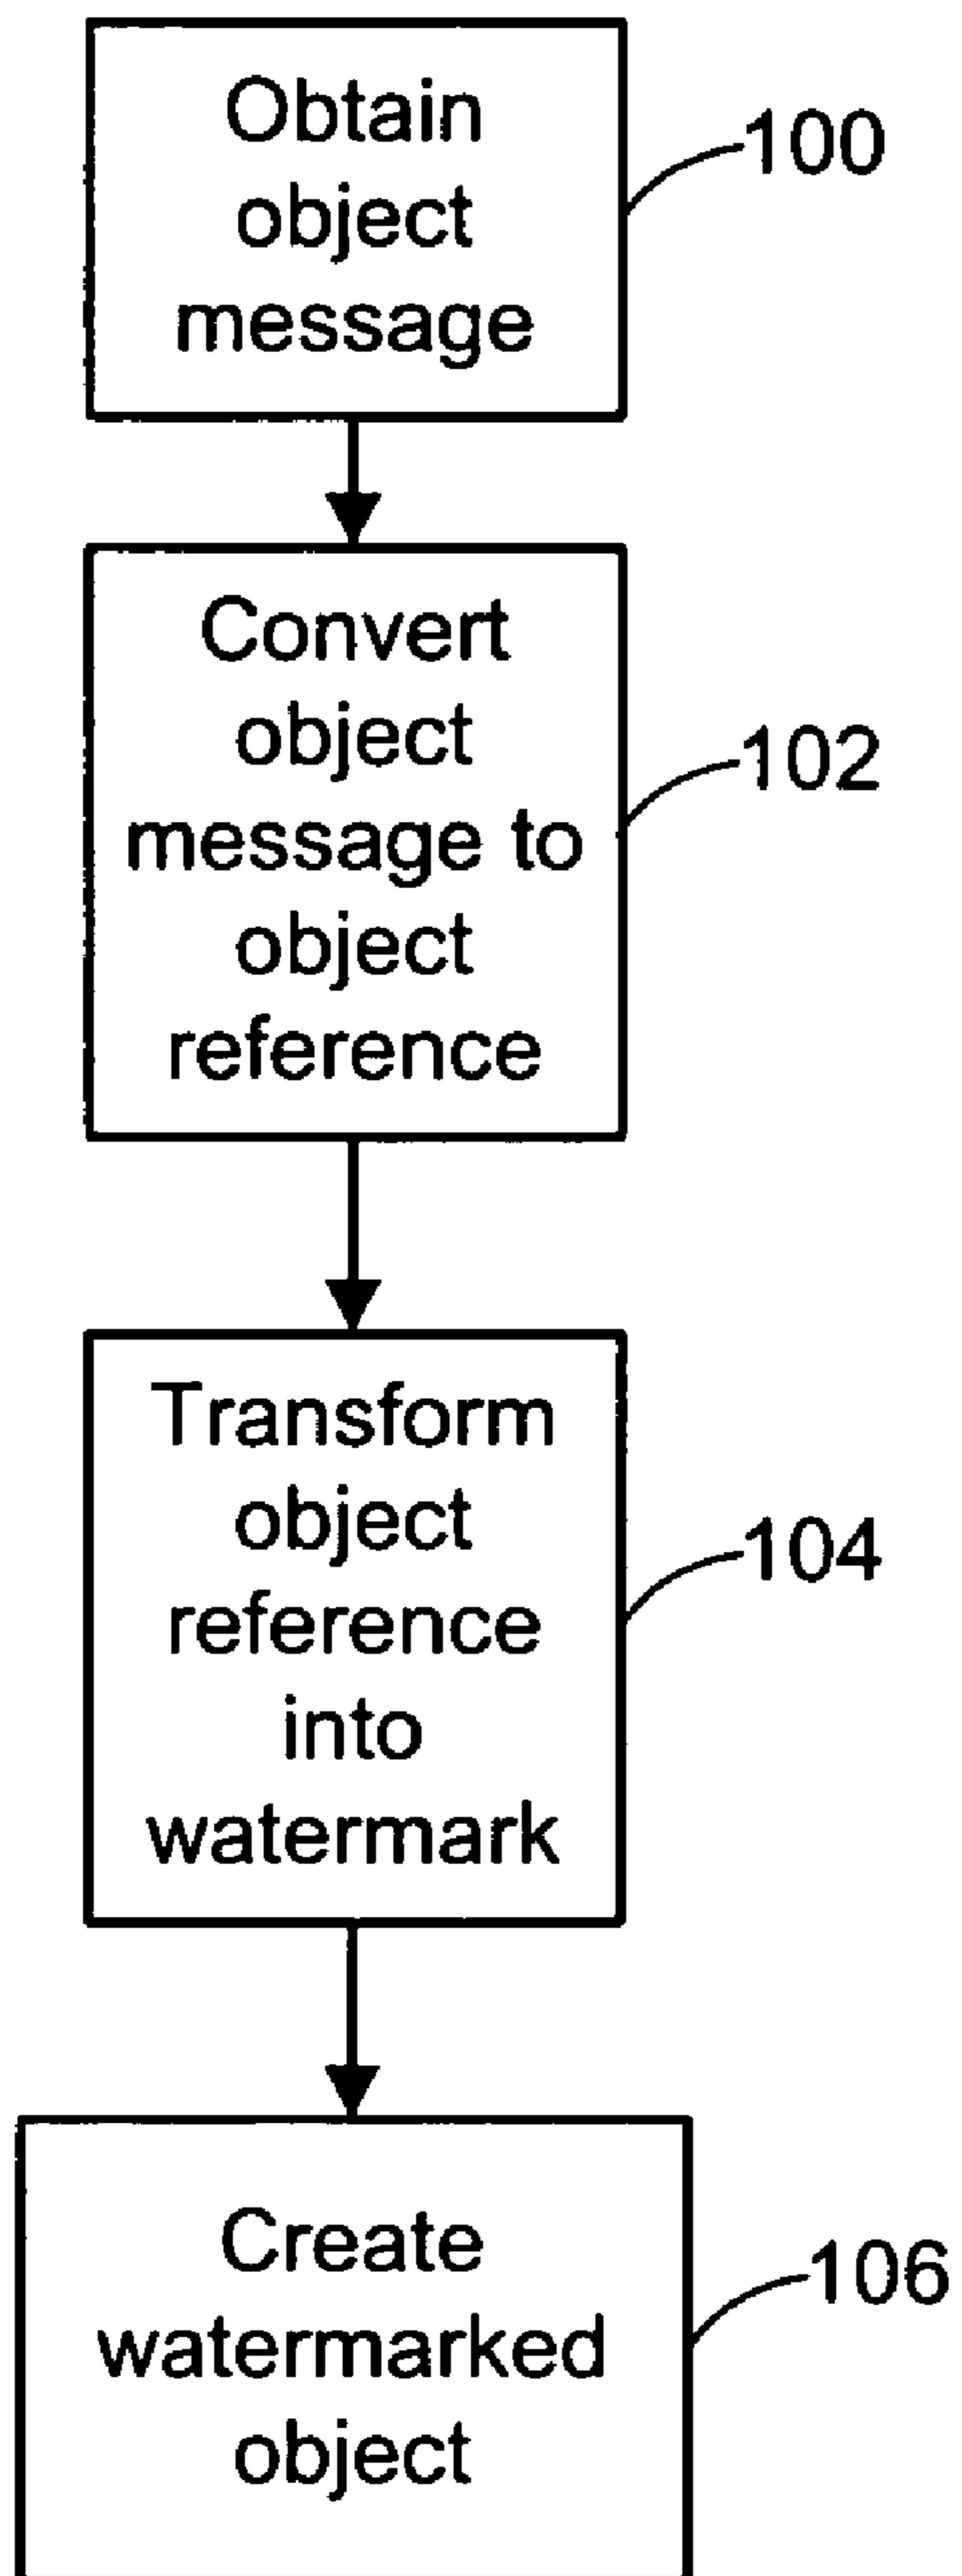 Obtain
object
message
100
Convert
object
message to
object
reference
102
Transform
object
reference
into
watermark
104
Create
watermarked
object
106